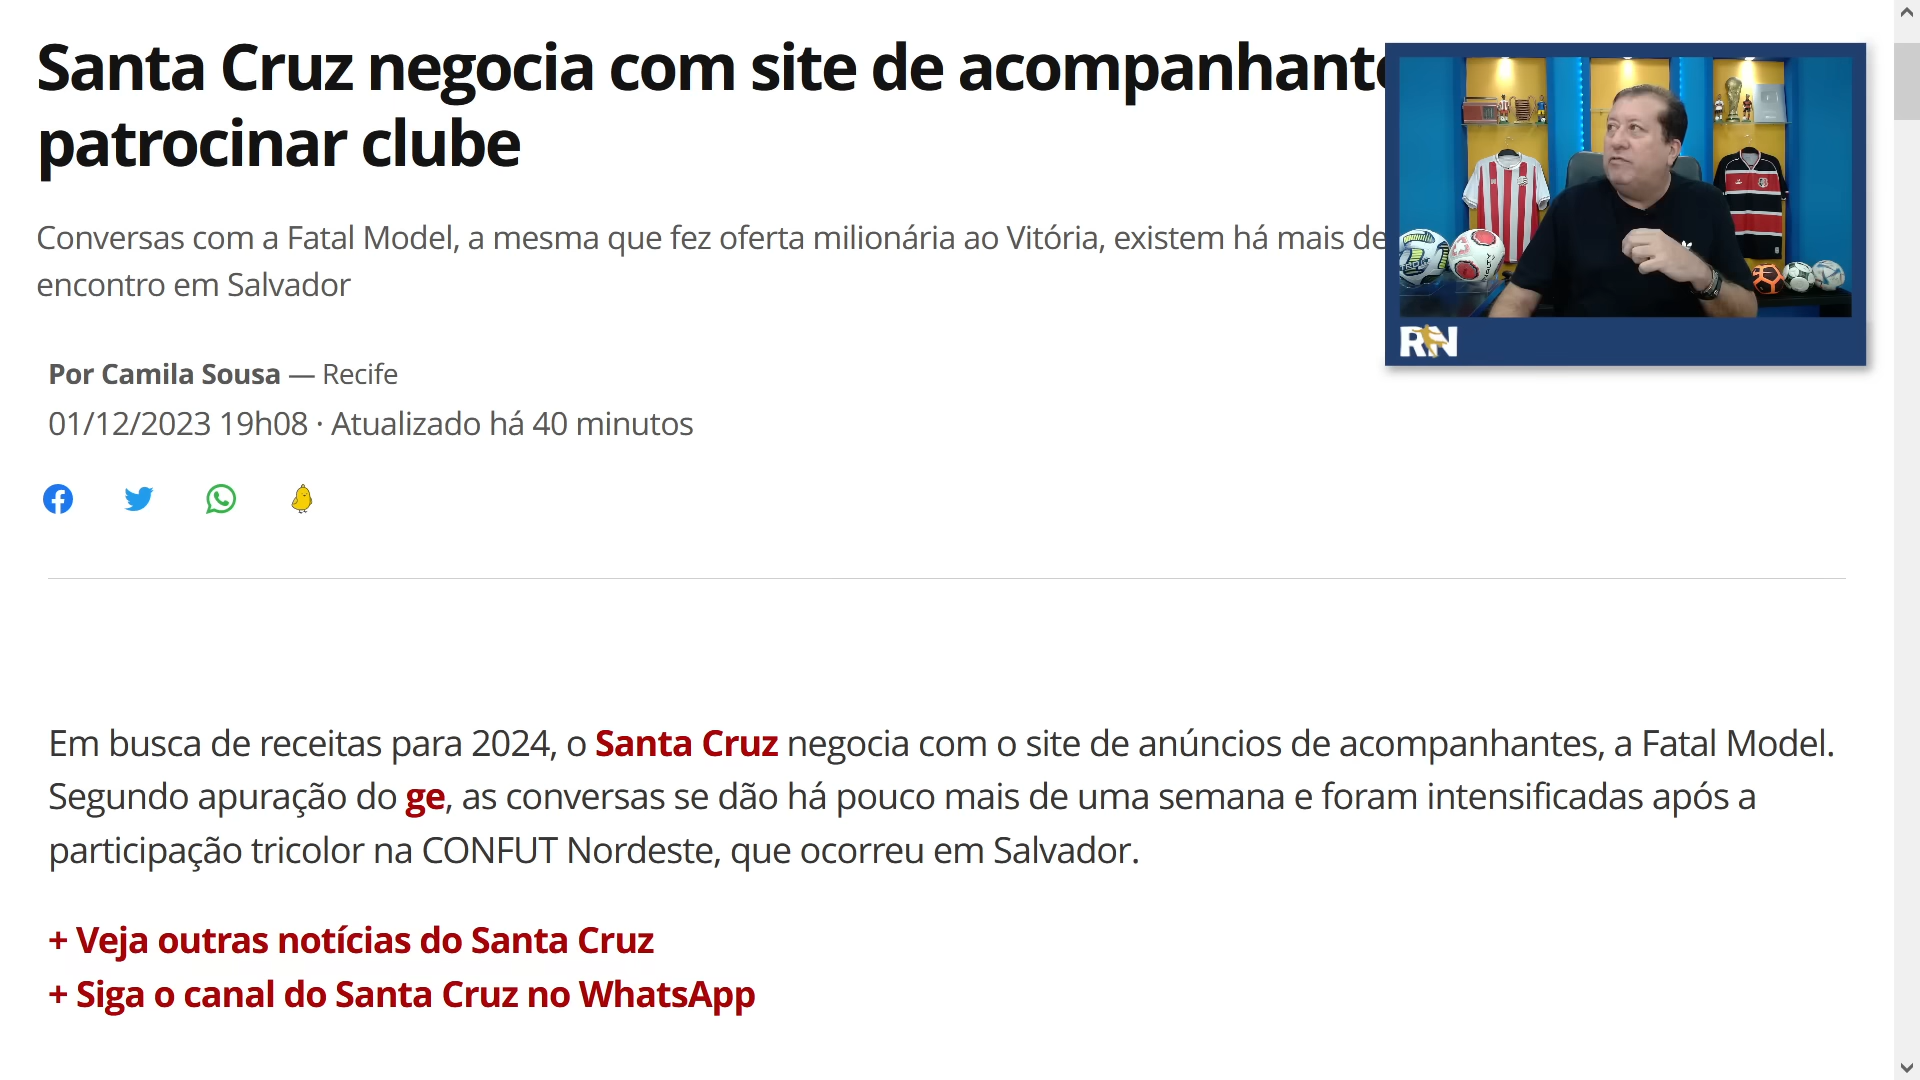 Santa Cruz negocia com site de
patrocinar clube
Conversas com a Fatal Model, a mesma que fez oferta milionária ao Vitória, existem há mais de
encontro em Salvador
Por Camila Sousa — Recife
01/12/2023 19h08 · Atualizado há 40 minutos
RN
Em busca de receitas para 2024, o Santa Cruz negocia com o site de anúncios de acompanhantes, a Fatal Model.
Segundo apuração do ge, as conversas se dão há pouco mais de uma semana e foram intensificadas após a
participação tricolor na CONFUT Nordeste, que ocorreu em Salvador.
+ Veja outras notícias do Santa Cruz
+ Siga o canal do Santa Cruz no WhatsApp